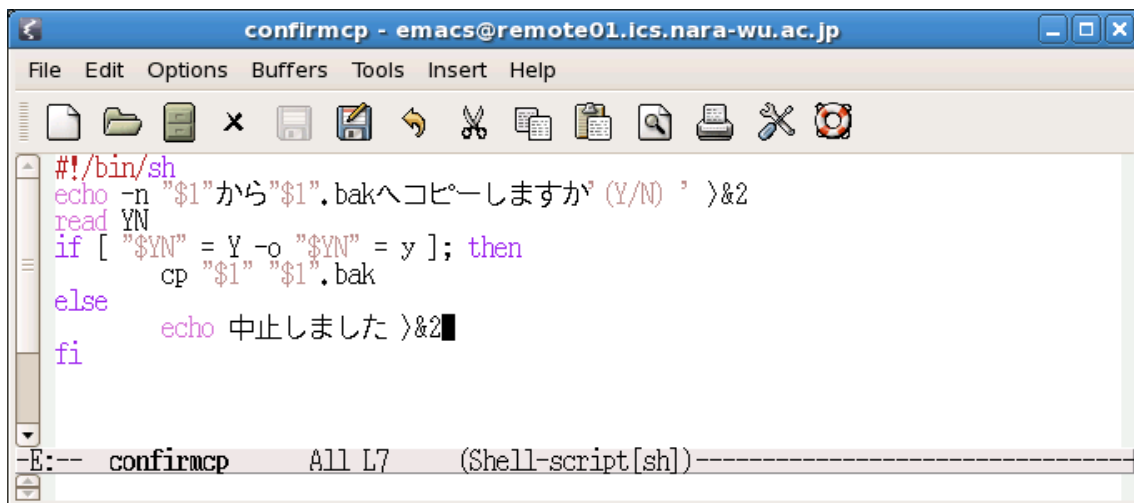 confirmcp - emacs@remote01.ics.nara-wu.ac.jp
File Edit Options Buffers Tools Insert Help
#!/bin/sh
echo -n "$1"から"$1".bakへコピーしますか'(Y/N) ' >&2
read YN
if [ "$YN" = Y -o "$YN" = y ]; then
cp "$1" "$1".bak
else
echo 中止しました >&2
fi
-E:-- confirmcp All L7 (Shell-script[sh])--------------------------------